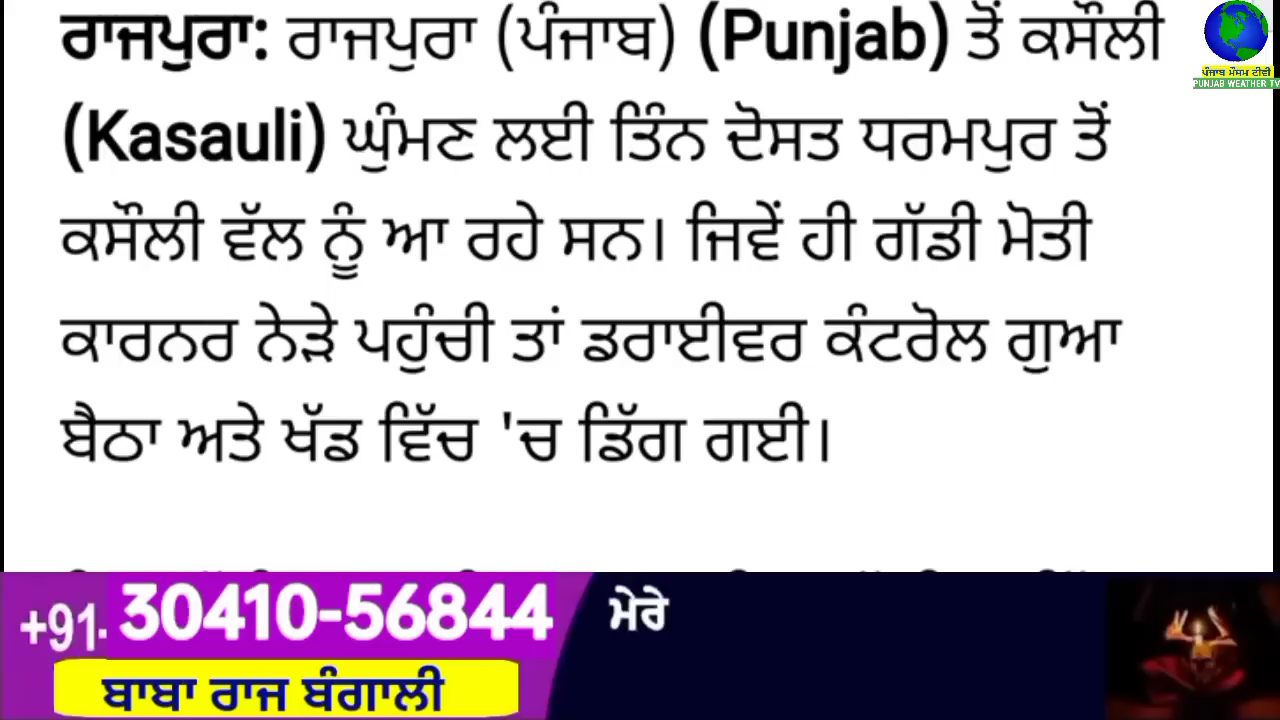 ਰਾਜਪੁਰਾ: ਰਾਜਪੁਰਾ (ਪੰਜਾਬ) (Punjab) ਤੋਂ ਕਸੌਲੀ
(Kasauli) ਘੁੰਮਣ ਲਈ ਤਿੰਨ ਦੋਸਤ ਧਰਮਪੁਰ ਤੋਂ
ਕਸੌਲੀ ਵੱਲ ਨੂੰ ਆ ਰਹੇ ਸਨ। ਜਿਵੇਂ ਹੀ ਗੱਡੀ ਮੋਤੀ
ਕਾਰਨਰ ਨੇੜੇ ਪਹੁੰਚੀ ਤਾਂ ਡਰਾਈਵਰ ਕੰਟਰੋਲ ਗੁਆ
ਬੈਠਾ ਅਤੇ ਖੱਡ ਵਿੱਚ 'ਚ ਡਿੱਗ ਗਈ।
ਪੰਜਾਬ ਮੌਸਮ ਟੀਵੀ
PUNJAB WEATHER TV
+91- 30410-56844
ਮੇਰੇ
ਬਾਬਾ ਰਾਜ ਬੰਗਾਲੀ